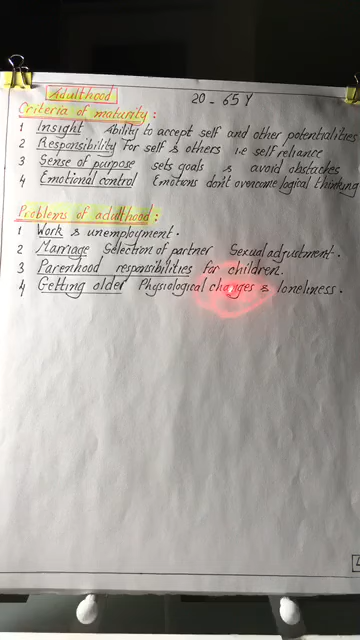 Adulthood 20 - 65 Y
Criteria of maturity :
1 Insight Ability to accept self and other potentialities
2 Responsibility For self & others i.e self reliance
3 Sense of purpose sets goals & avoid obstacles
4 Emotional control Emotions don't overcome logical thinking
Problems of adulthood :
1 Work & unemployment.
2 Marriage Selection of partner Sexual adjustment.
3 Parenhood responsibilities for children.
4 Getting older Physiological changes & loneliness.